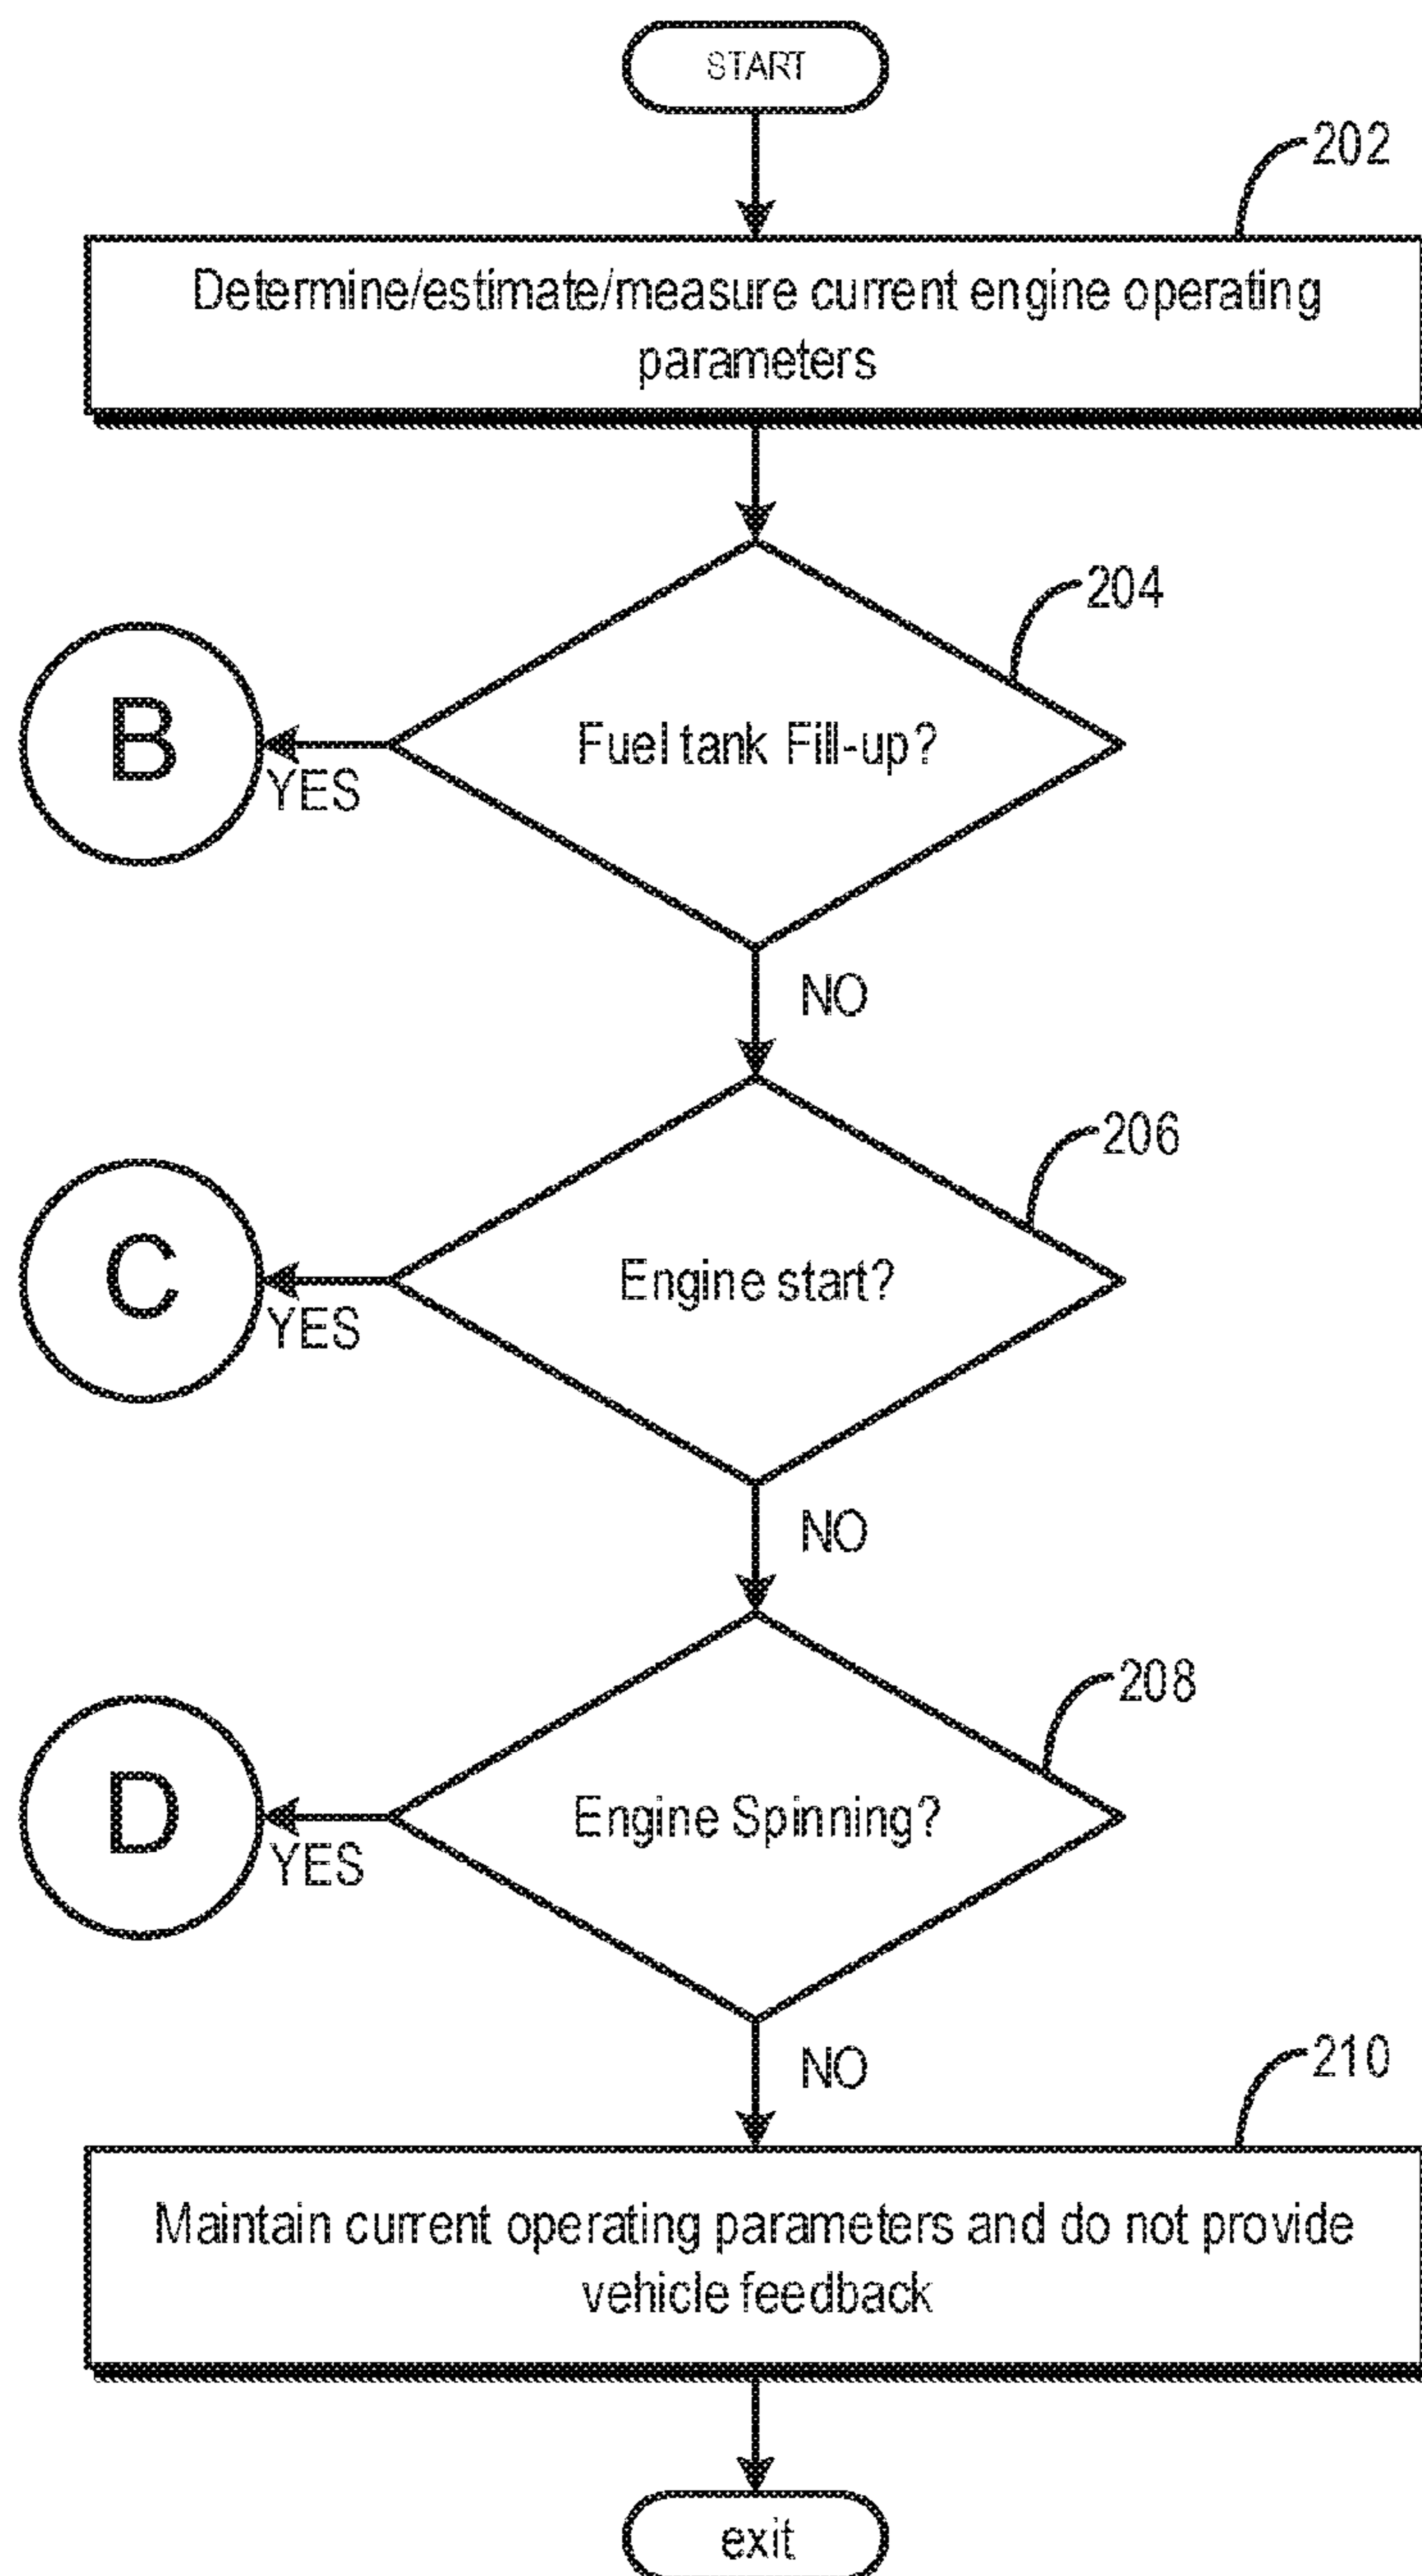 START
202
Determine/estimate/measure current engine operating
parameters
204
Fuel tank Fill-up?
B
YES
NO
206
Engine start?
C
YES
NO
208
Engine Spinning?
D
YES
NO
210
Maintain current operating parameters and do not provide
vehicle feedback
exit